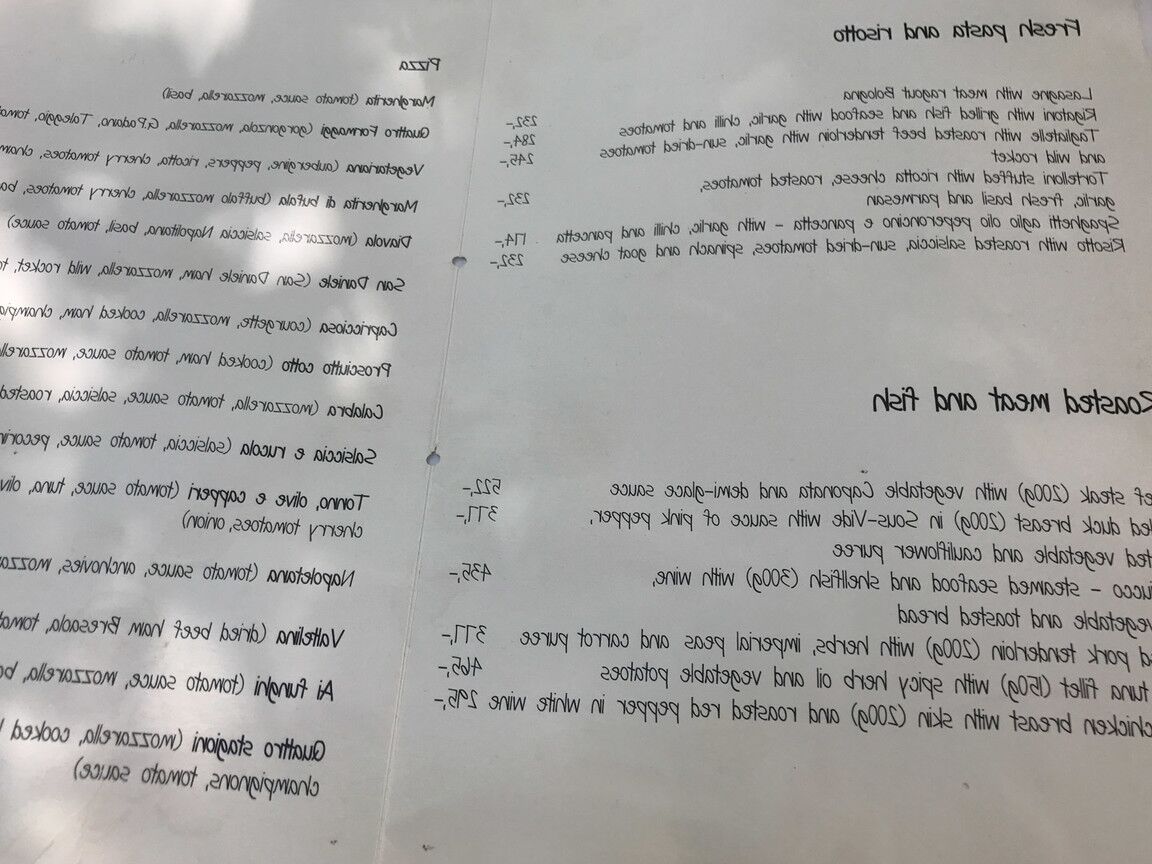 Fresh pasta and risotto
Lasagne with meat ragout Bologna 232,-
Rigatoni with grilled fish and seafood with garlic, chilli and tomatoes 284,-
Tagliatelle with roasted beef tenderloin with garlic, sun-dried tomatoes 245,-
and wild rocket
Tortelloni stuffed with ricotta cheese, roasted tomatoes,
garlic, fresh basil and parmesan 232,-
Spaghetti aglio olio peperoncino e pancetta – with garlic, chilli and pancetta 174,-
Risotto with roasted salsiccia, sun-dried tomatoes, spinach and goat cheese 232,-
Roasted meat and fish
steak (200g) with vegetable Caponata and demi-glace sauce 522,-
duck breast (200g) in Sous-Vide with sauce of pink pepper, 377,-
vegetable and cauliflower puree
– steamed seafood and shellfish (300g) with wine, 435,-
vegetable and toasted bread
pork tenderloin (200g) with herbs, imperial peas and carrot puree 377,-
tuna fillet (150g) with spicy herb oil and vegetable potatoes 465,-
chicken breast with skin (200g) and roasted red pepper in white wine 295,-
Pizza
Margherita (tomato sauce, mozzarella, basil)
Quattro Formaggi (gorgonzola, mozzarella, G.Padano, Taleggio,
Vegetariana (aubergine, peppers, ricotta, cherry tomatoes,
Margherita di bufala (buffalo mozzarella, cherry tomatoes,
Diavola (mozzarella, salsiccia Napolitana, basil, tomato sauce)
San Daniele (San Daniele ham, mozzarella, wild rocket,
Capricciosa (courgette, mozzarella, cooked ham,
Prosciutto cotto (cooked ham, tomato sauce,
Calabra (mozzarella, tomato sauce, salsiccia, roasted
Salsiccia e rucola (salsiccia, tomato sauce,
Tonno, olive e capperi (tomato sauce, tuna,
cherry tomatoes, onion)
Napoletana (tomato sauce, anchovies,
Valtelina (dried beef ham Bresaola,
Ai funghi (tomato sauce, mozzarella,
Quattro stagioni (mozzarella, cooked
champignons, tomato sauce)